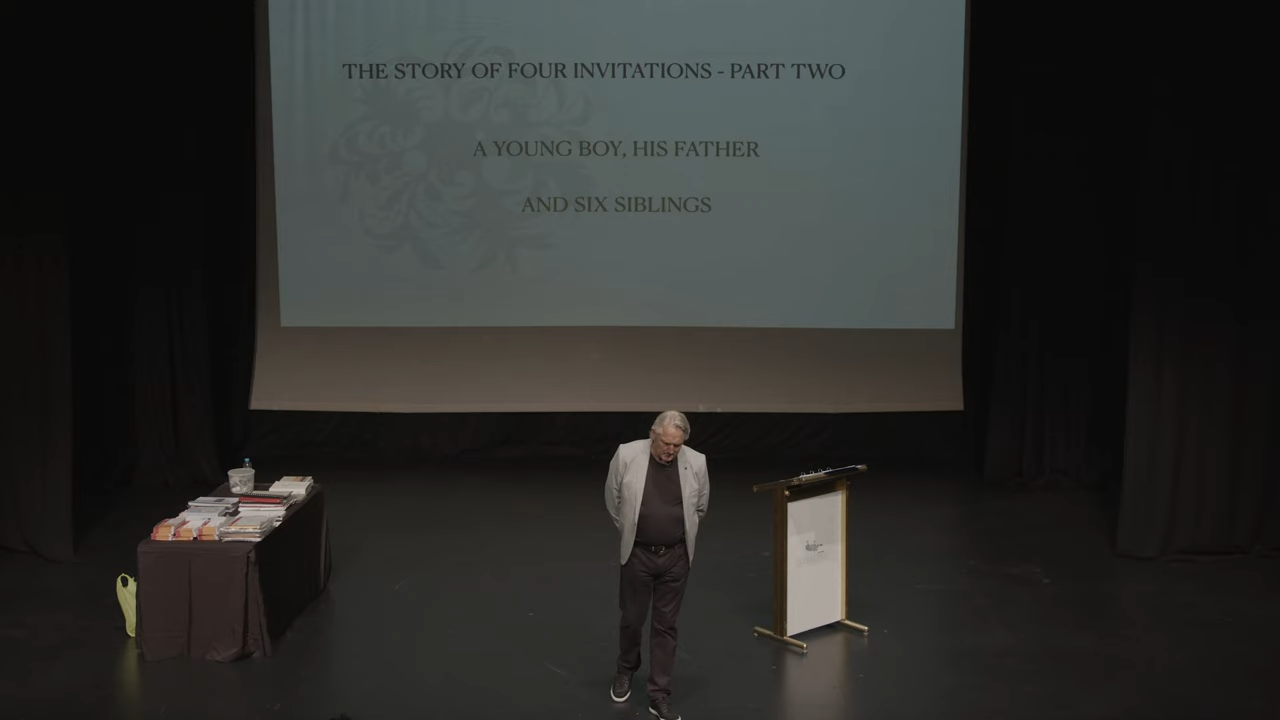 THE STORY OF FOUR INVITATIONS - PART TWO
A YOUNG BOY, HIS FATHER
AND SIX SIBLINGS